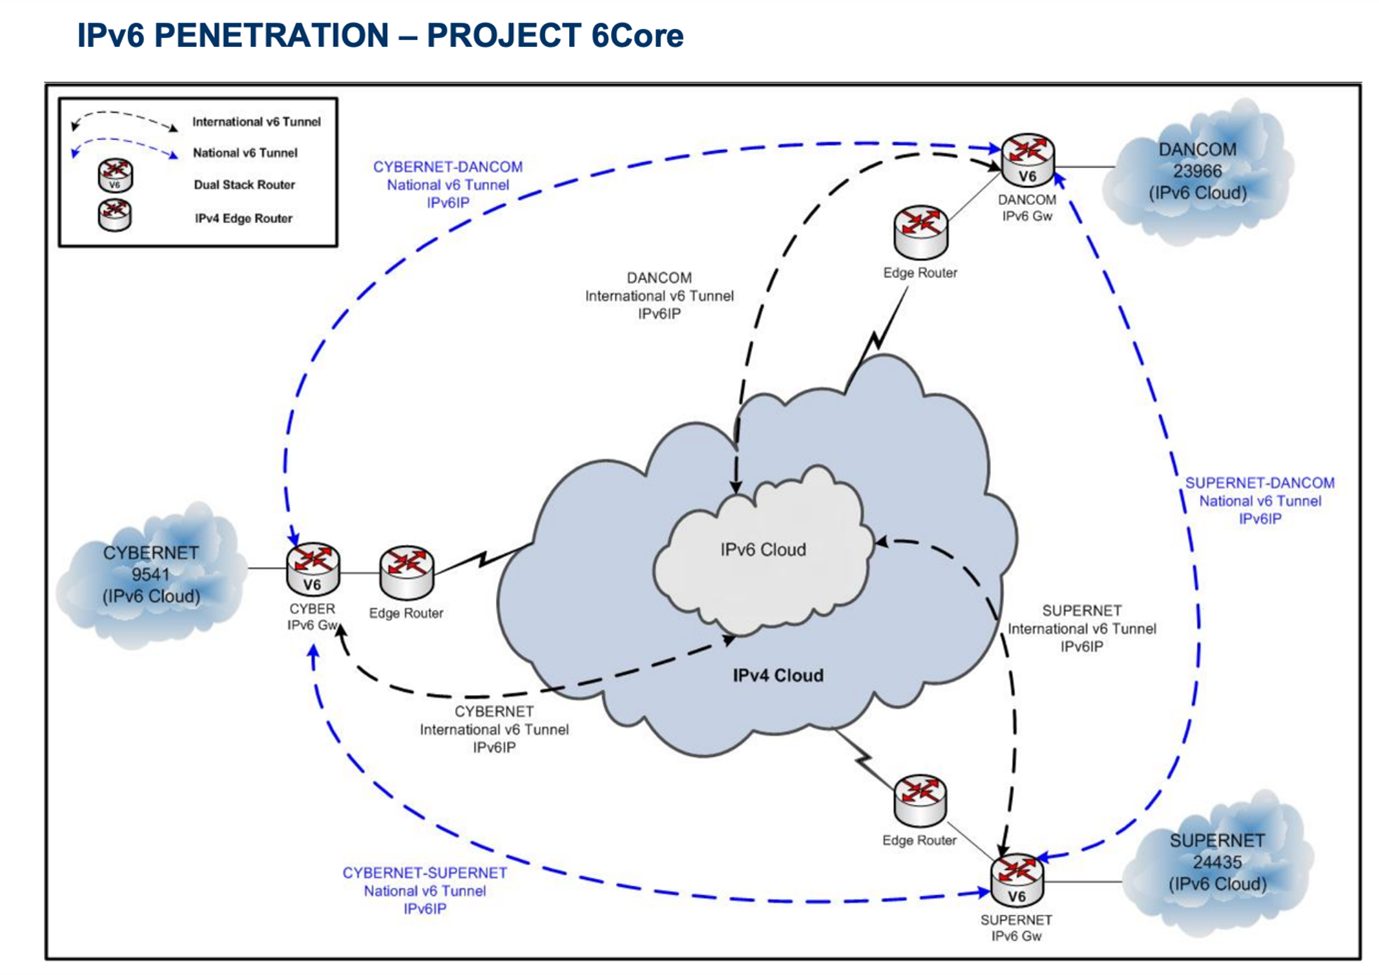 IPv6 PENETRATION – PROJECT 6Core
International v6 Tunnel
National v6 Tunnel
V6
Dual Stack Router
IPv4 Edge Router
CYBERNET-DANCOM
National v6 Tunnel
IPv6IP
V6
DANCOM
IPv6 Gw
DANCOM
23966
(IPv6 Cloud)
Edge Router
DANCOM
International v6 Tunnel
IPv6IP
SUPERNET-DANCOM
National v6 Tunnel
IPv6IP
CYBERNET
9541
(IPv6 Cloud)
V6
CYBER
IPv6 Gw
Edge Router
IPv6 Cloud
SUPERNET
International v6 Tunnel
IPv6IP
IPv4 Cloud
CYBERNET
International v6 Tunnel
IPv6IP
Edge Router
CYBERNET-SUPERNET
National v6 Tunnel
IPv6IP
V6
SUPERNET
IPv6 Gw
SUPERNET
24435
(IPv6 Cloud)